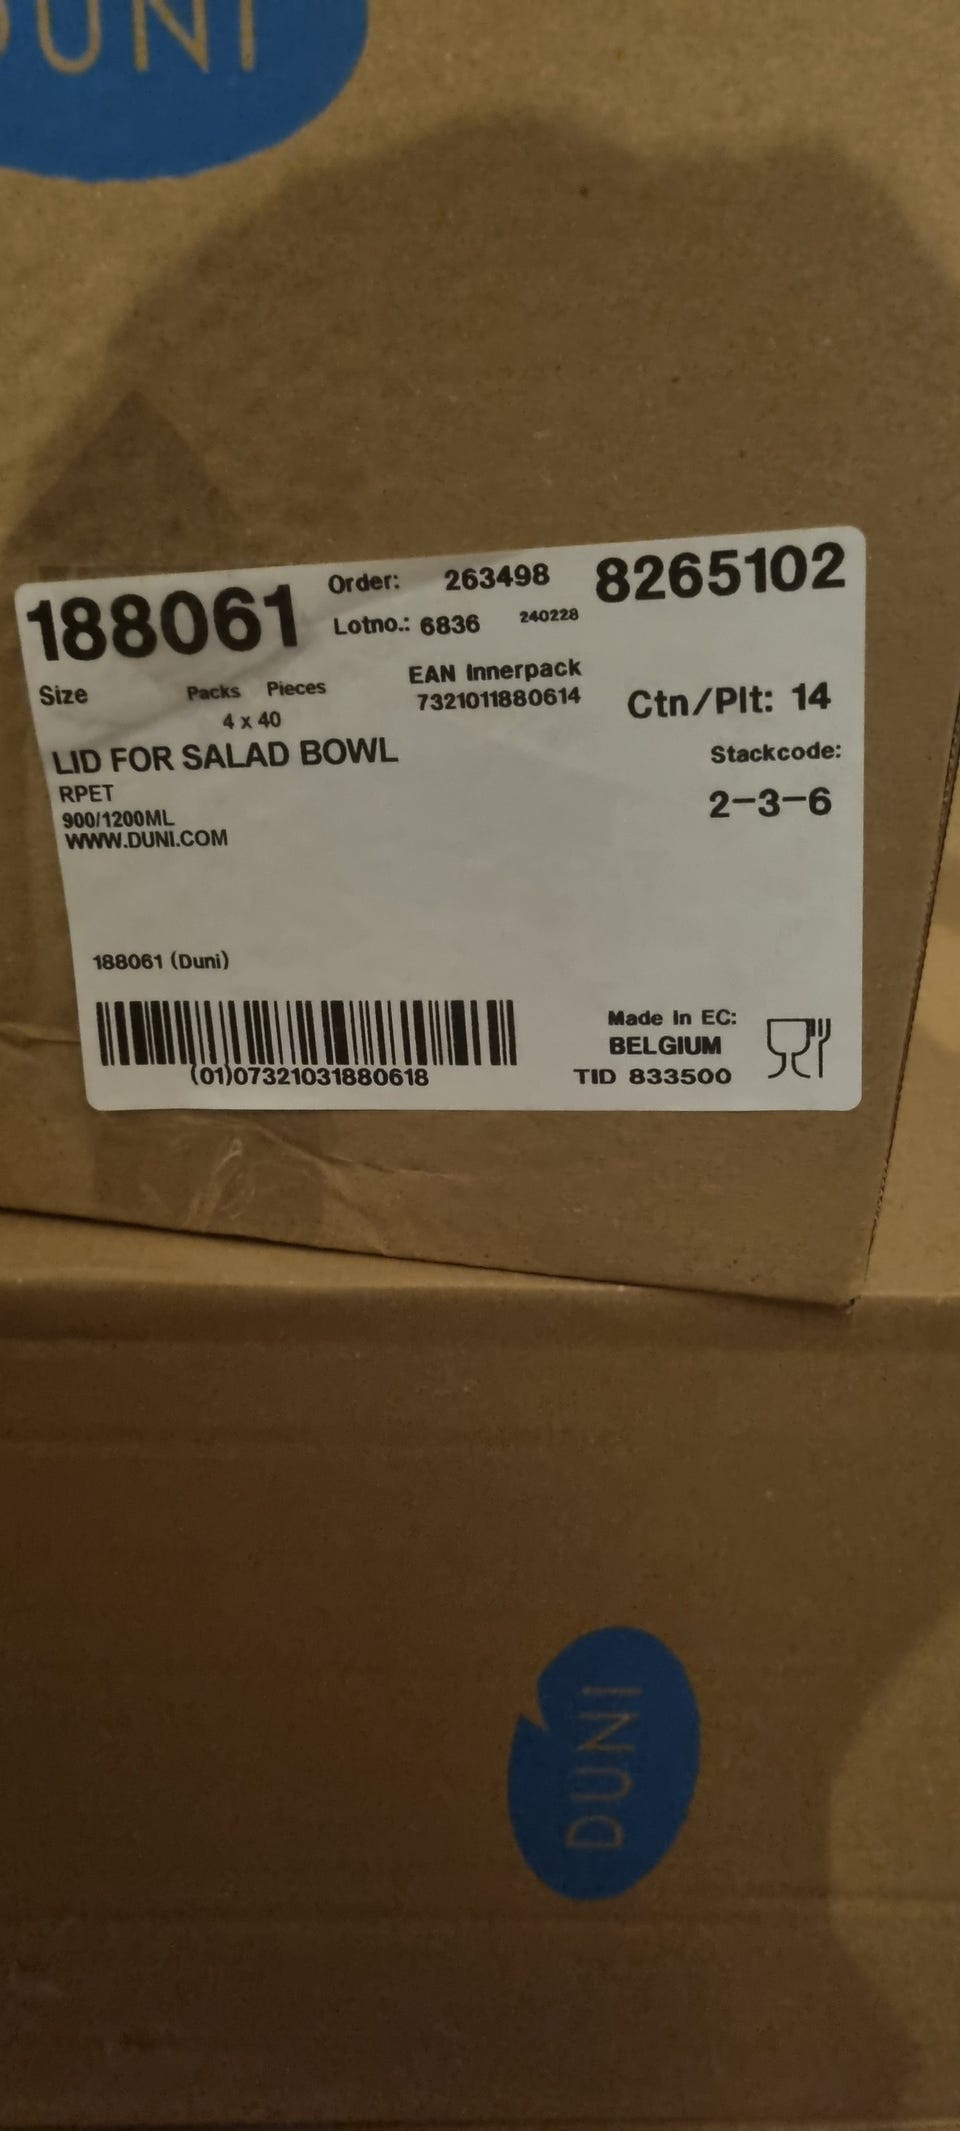 DUNI
188061 Order: 263498 8265102
Lotno.: 6836 240228
Size Packs Pieces EAN Innerpack
4 x 40 7321011880614 Ctn/Plt: 14
LID FOR SALAD BOWL Stackcode:
RPET 2-3-6
900/1200ML
WWW.DUNI.COM
188061 (Duni)
(01)07321031880618
Made In EC:
BELGIUM
TID 833500
DUNI